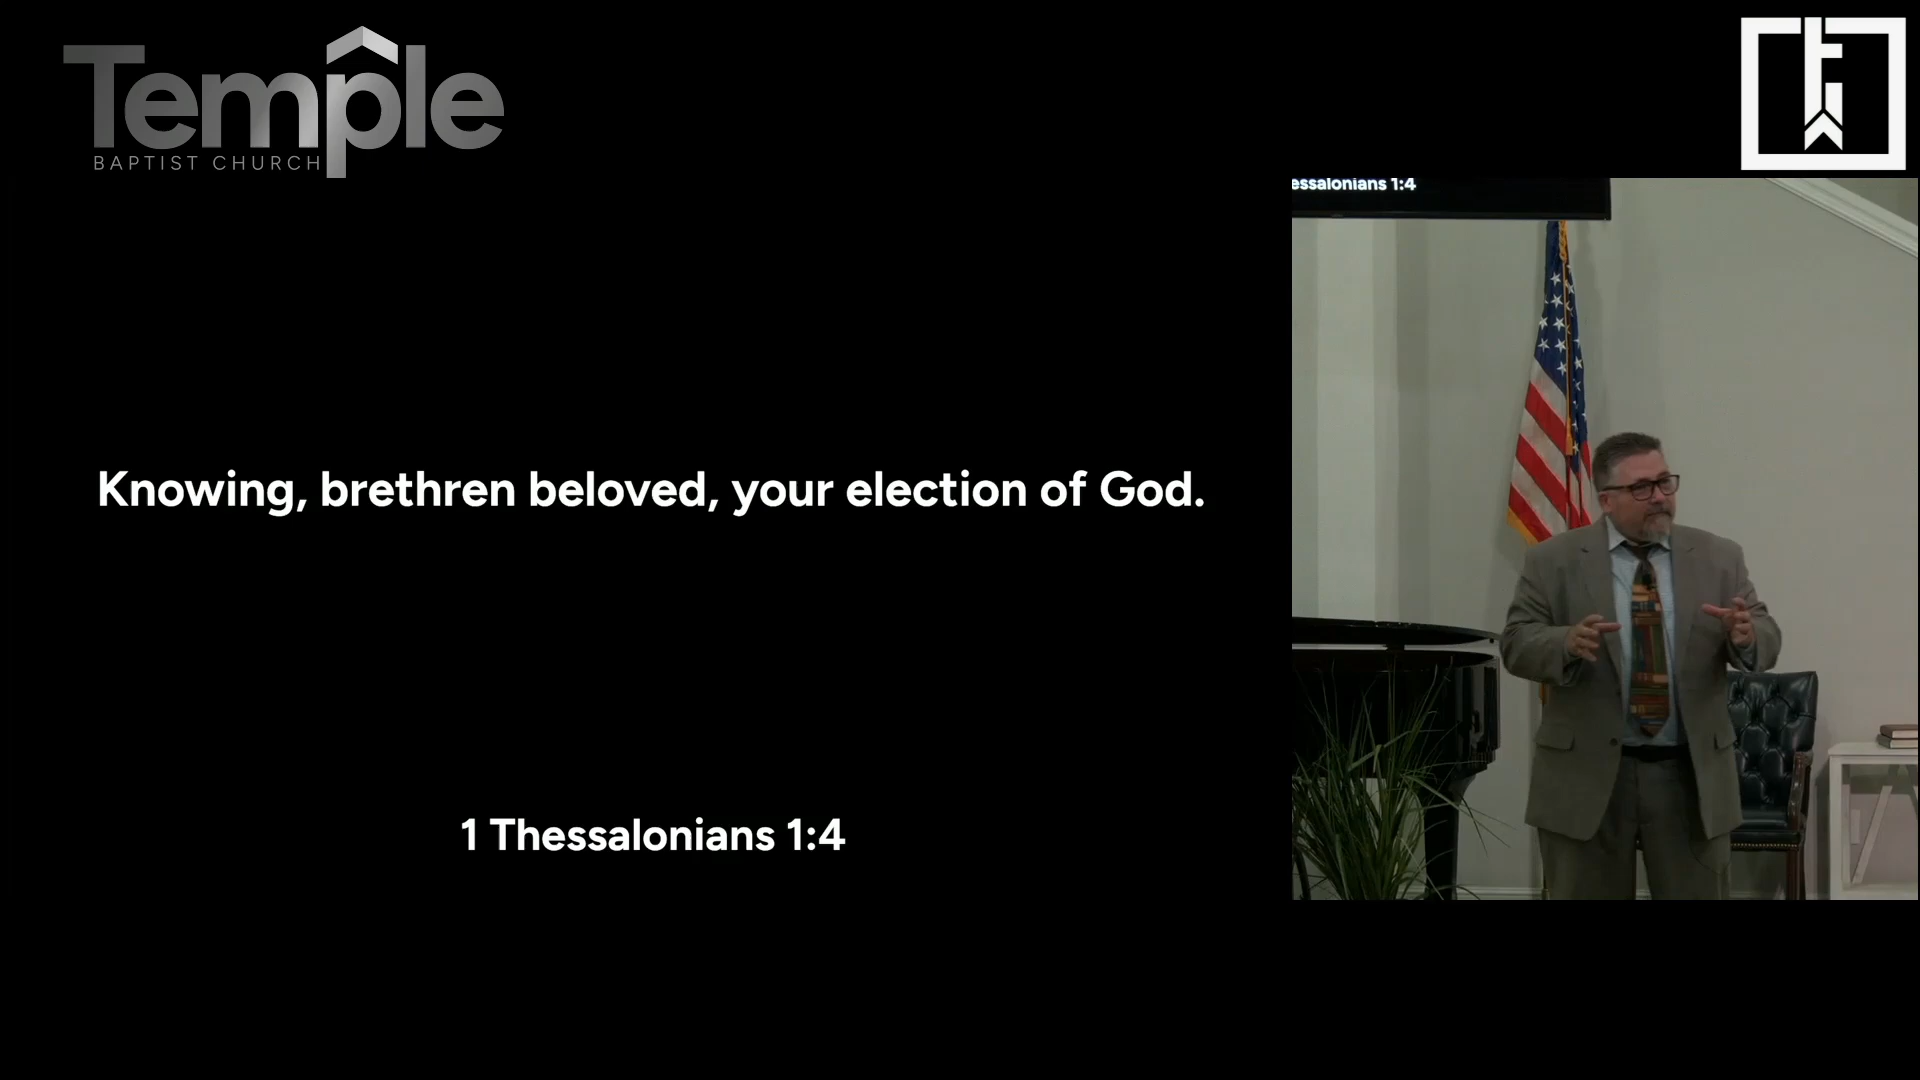 Temple
BAPTIST CHURCH
essalonians 1:4
Knowing, brethren beloved, your election of God.
1 Thessalonians 1:4